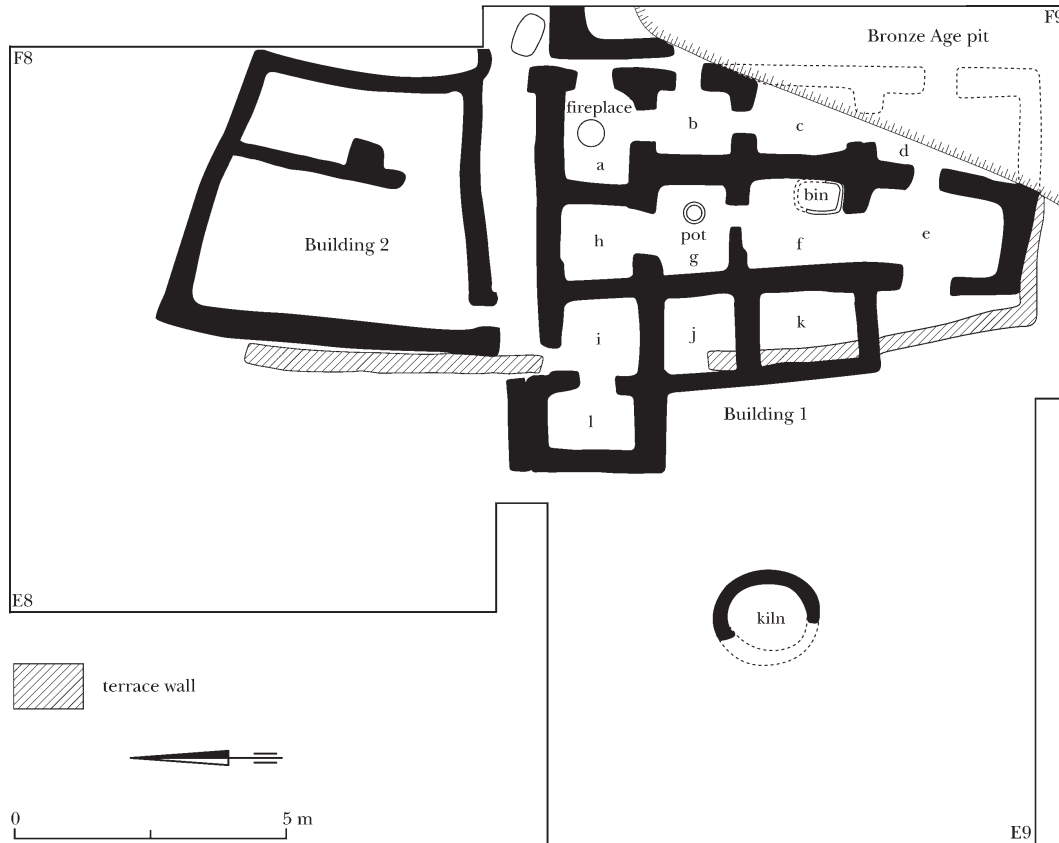 F8
F9
Bronze Age pit
fireplace
b
c
a
d
bin
Building 2
h
pot
g
f
e
i
j
k
l
Building 1
E8
kiln
terrace wall
0
5 m
E9